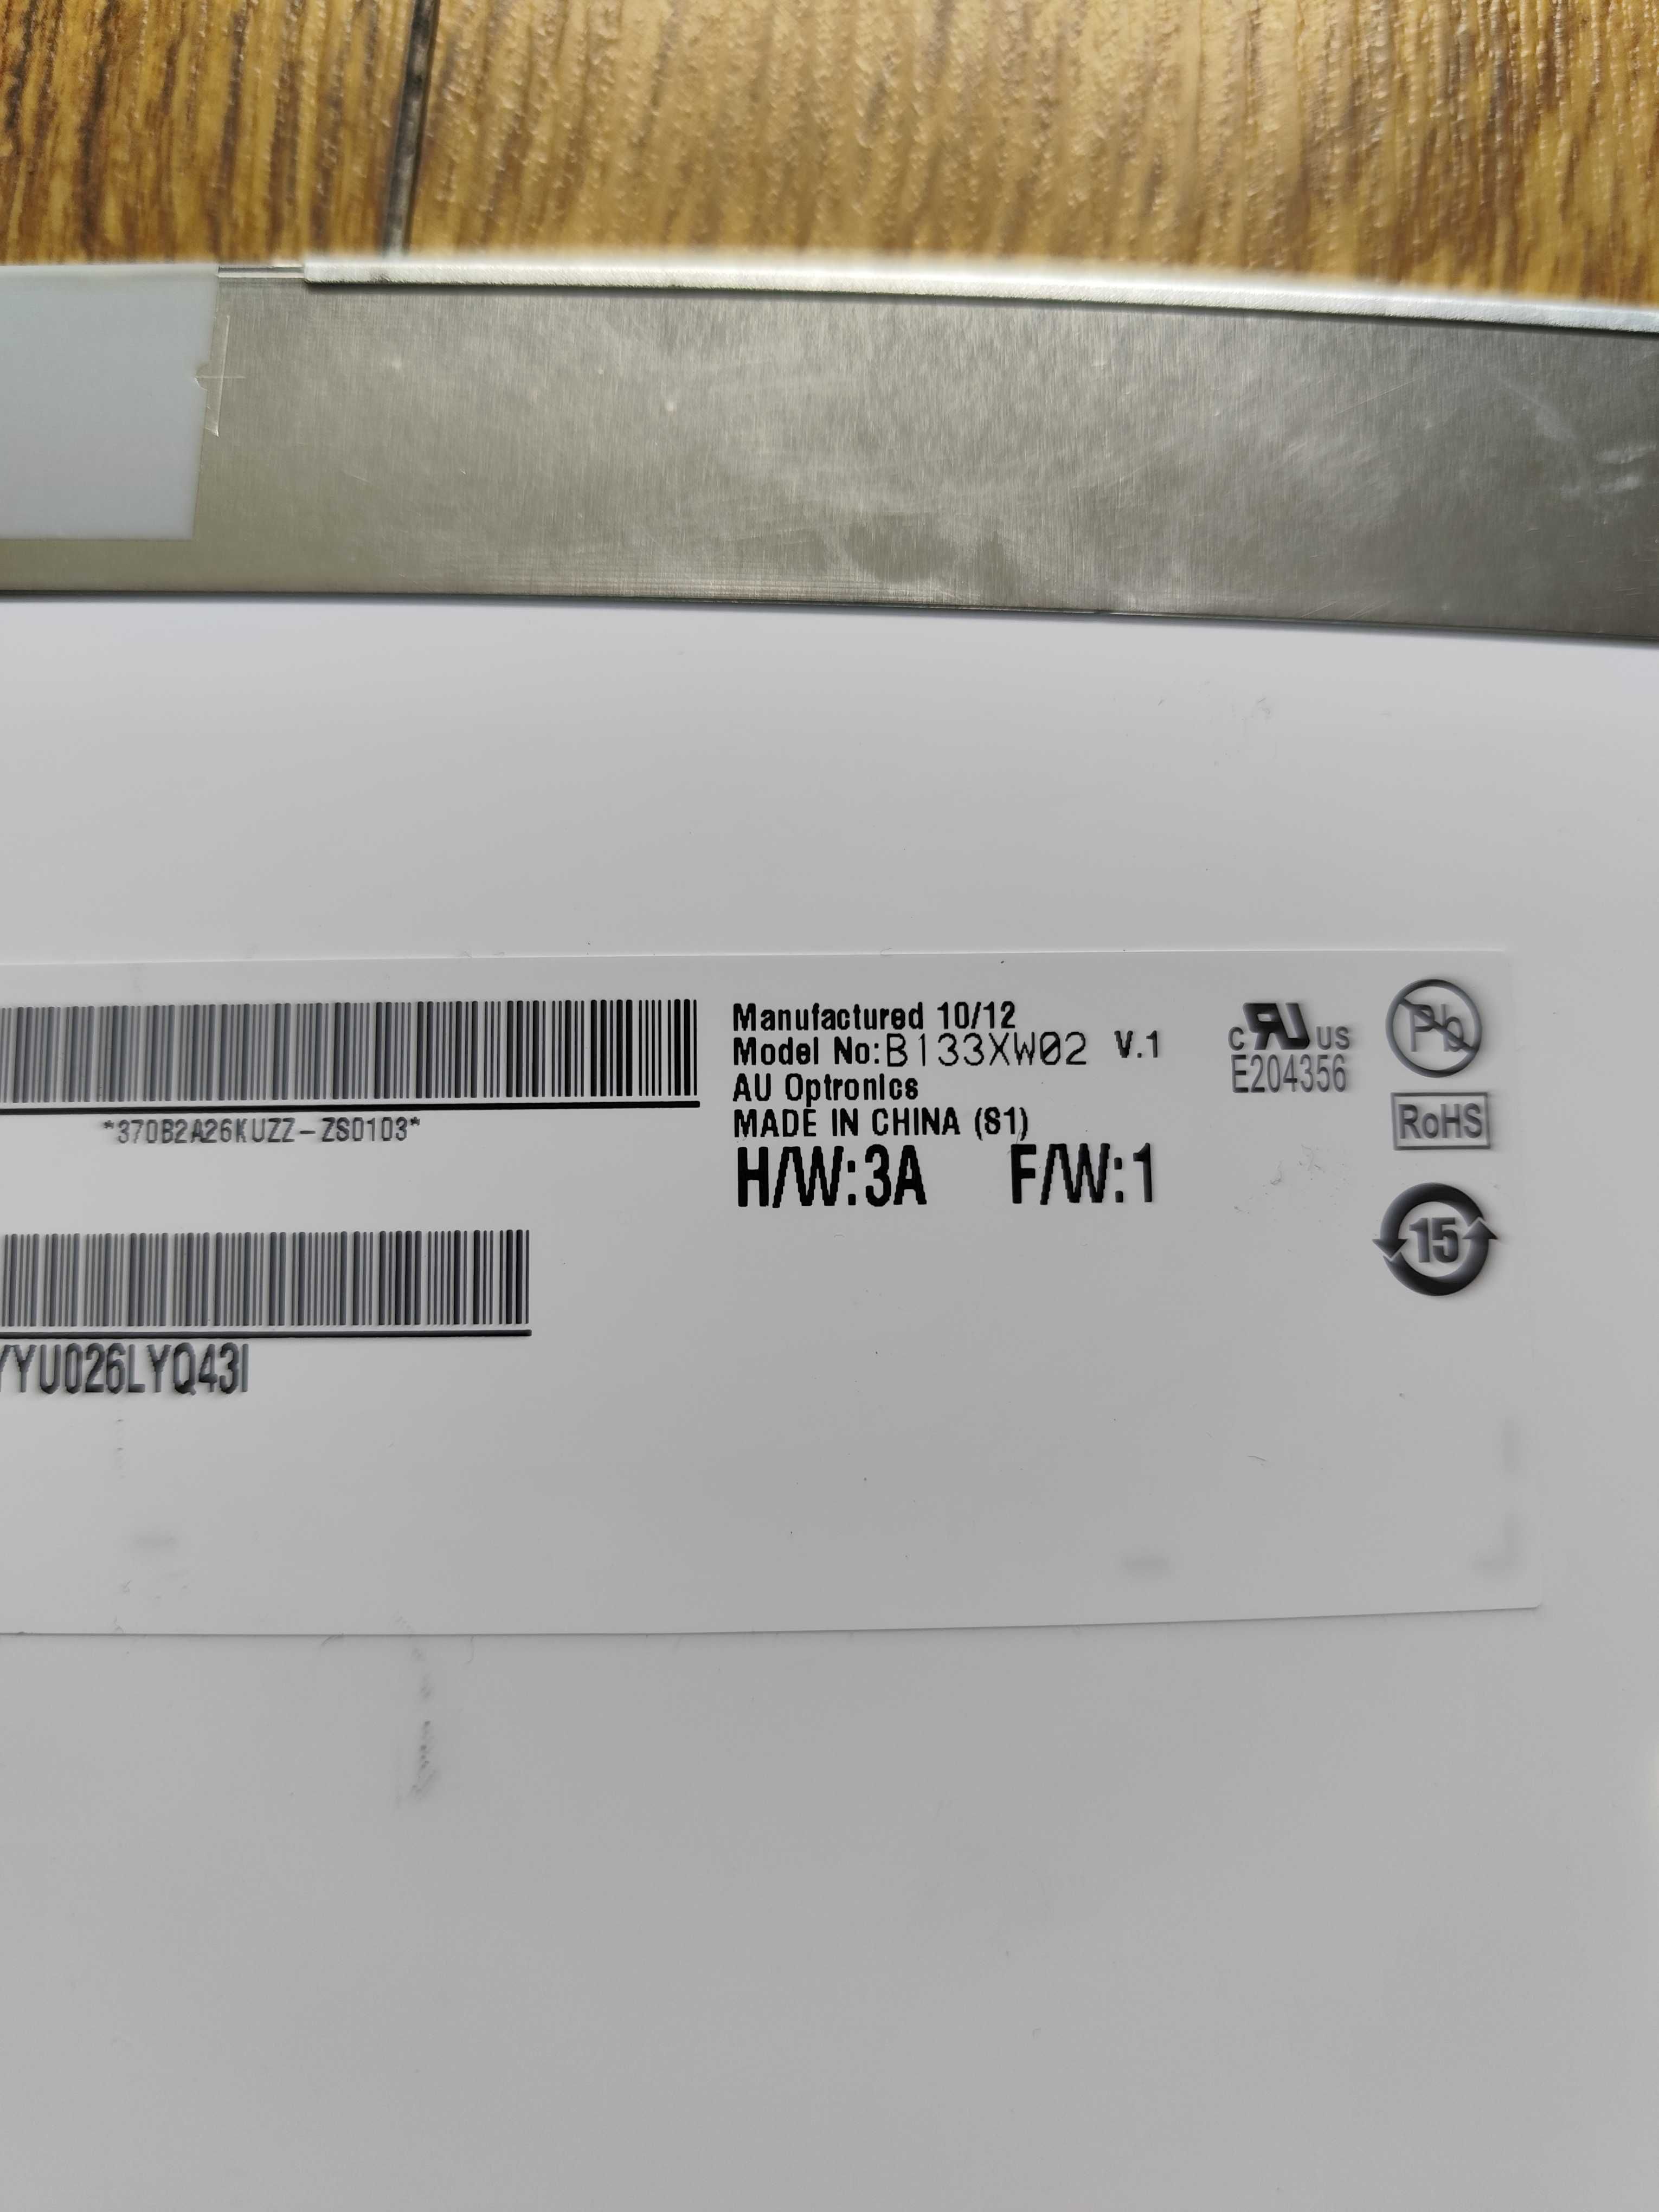 Manufactured 10/12
Model No:B133XW02 V.1
AU Optronics
MADE IN CHINA (S1)
H/W:3A F/W:1
*370B2A26KUZZ-ZS0103*
YYU026LYQ43I
c RU US
E204356
Pb
RoHS
15